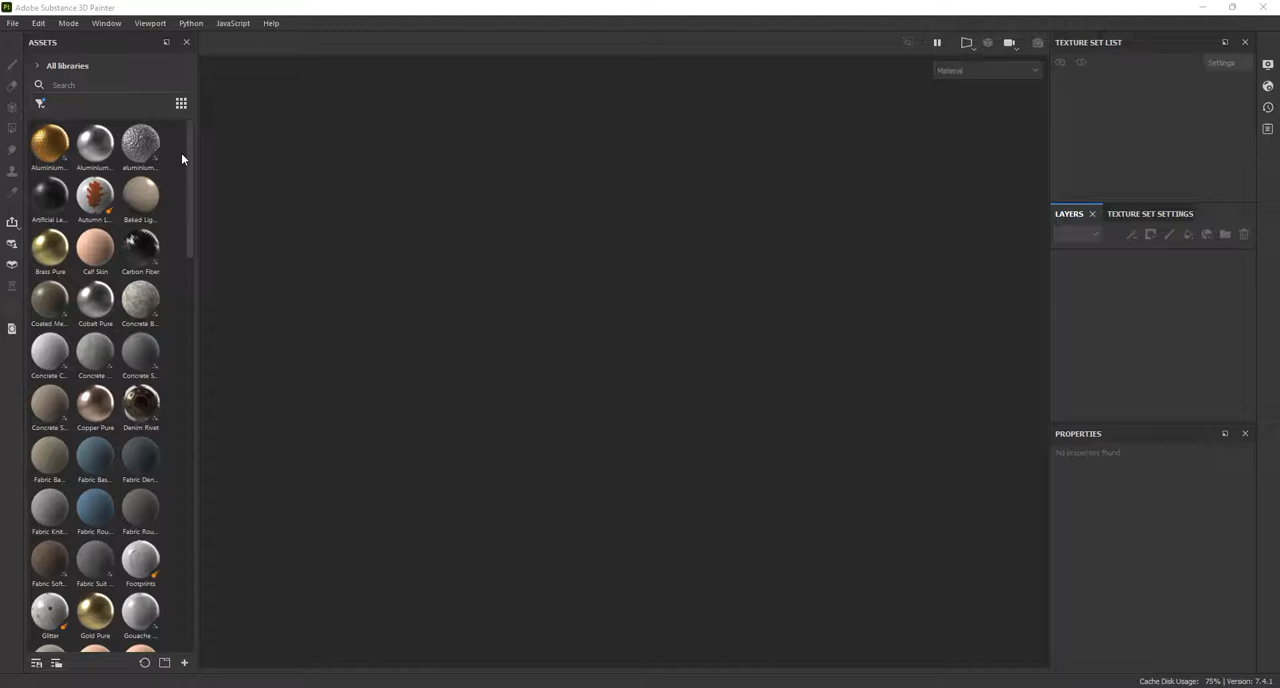 Pt Adobe Substance 3D Painter
File Edit Mode Window Viewport Python JavaScript Help
ASSETS
All libraries
Search
Aluminium... Aluminium... aluminium...
Artificial Le... Autumn L... Baked Lig...
Brass Pure Calf Skin Carbon Fiber
Coated Me... Cobalt Pure Concrete B...
Concrete C... Concrete ... Concrete S...
Concrete S... Copper Pure Denim Rivet
Fabric Ba... Fabric Bas... Fabric Den...
Fabric Knit... Fabric Rou... Fabric Rou...
Fabric Soft... Fabric Suit ... Footprints
Glitter Gold Pure Gouache ...
Material
TEXTURE SET LIST
Settings
LAYERS TEXTURE SET SETTINGS
PROPERTIES
No properties found
Cache Disk Usage: 75% | Version: 7.4.1